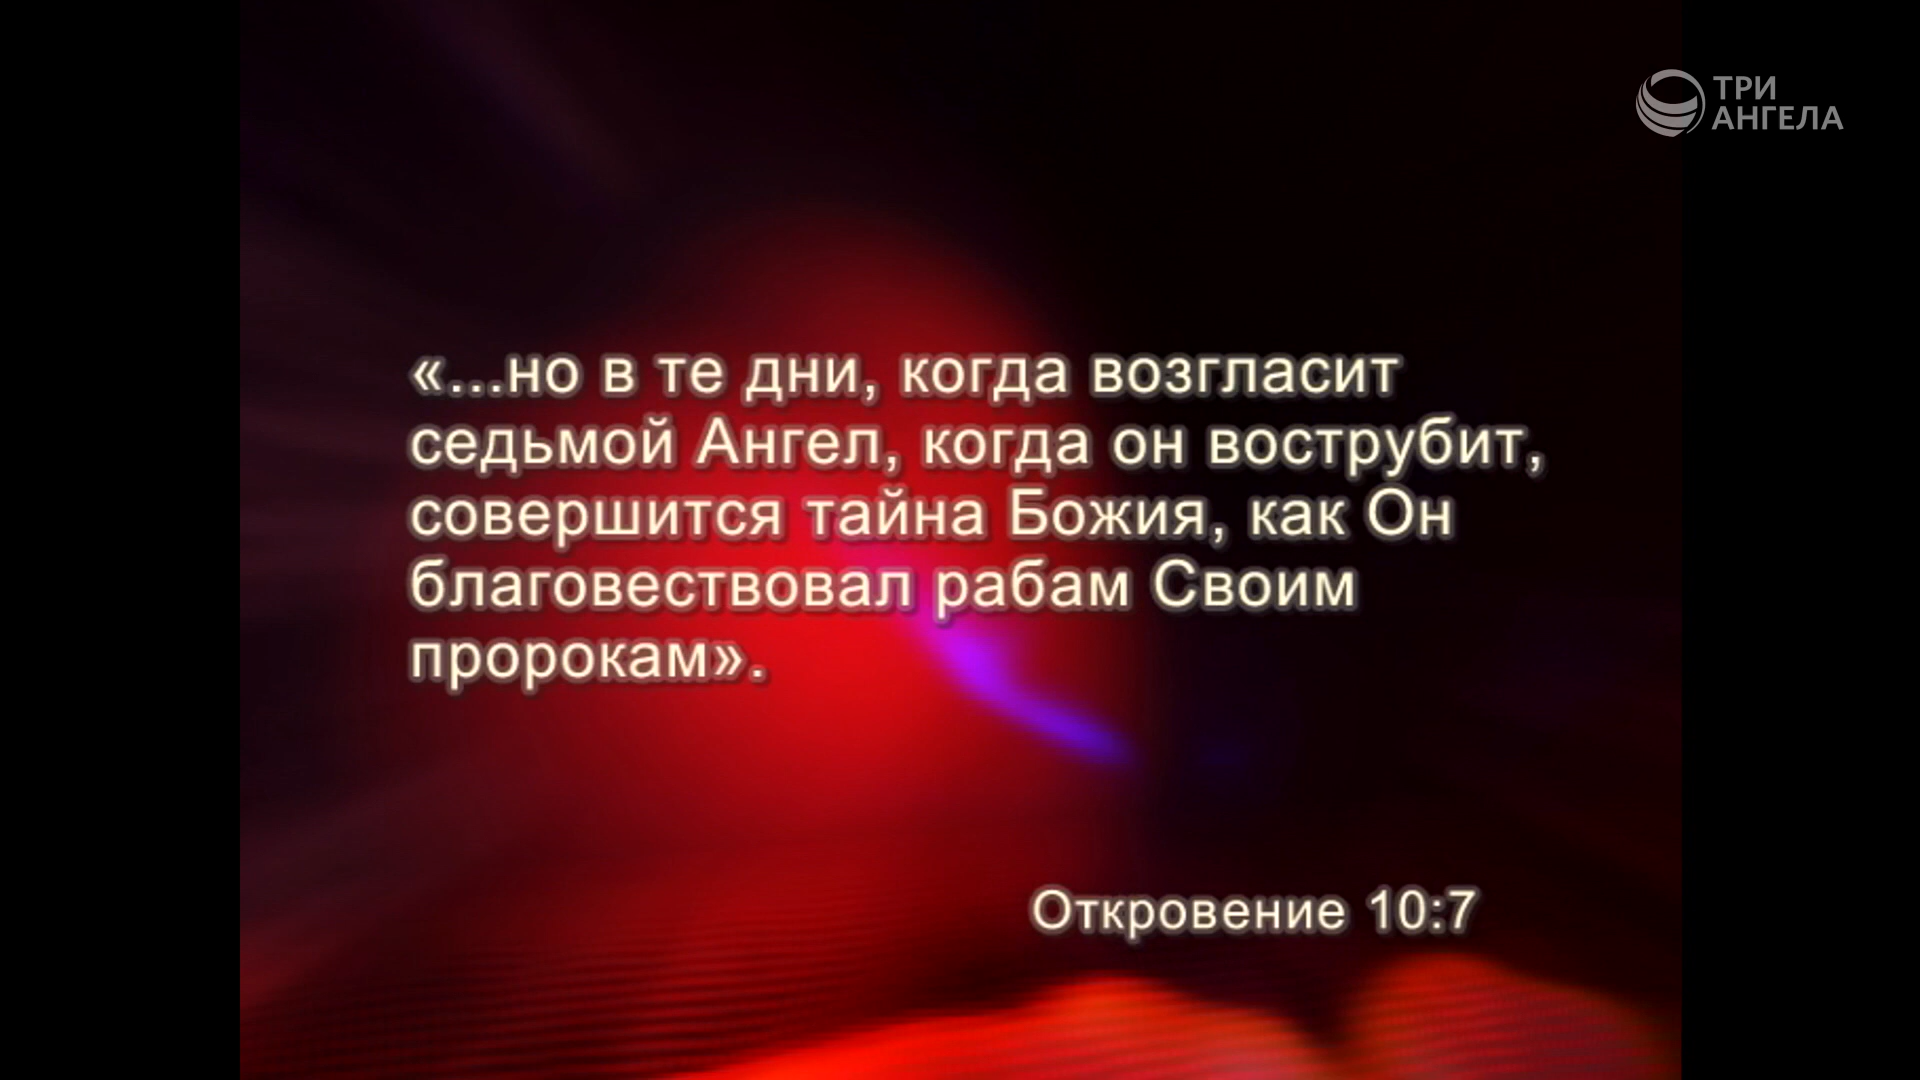 ТРИ
АНГЕЛА
«...но в те дни, когда возгласит
седьмой Ангел, когда он вострубит,
совершится тайна Божия, как Он
благовествовал рабам Своим
пророкам».
Откровение 10:7